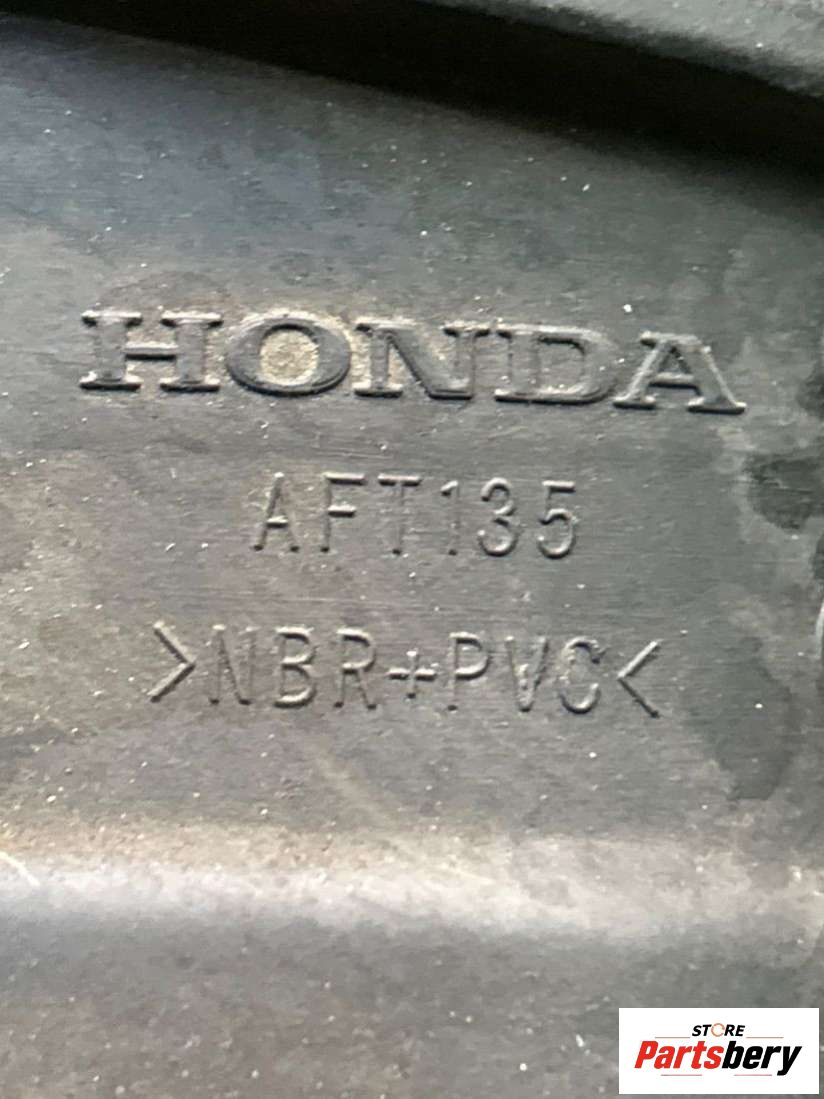 HONDA
AFT135
>NBR+PVC<
STORE
Partsbery